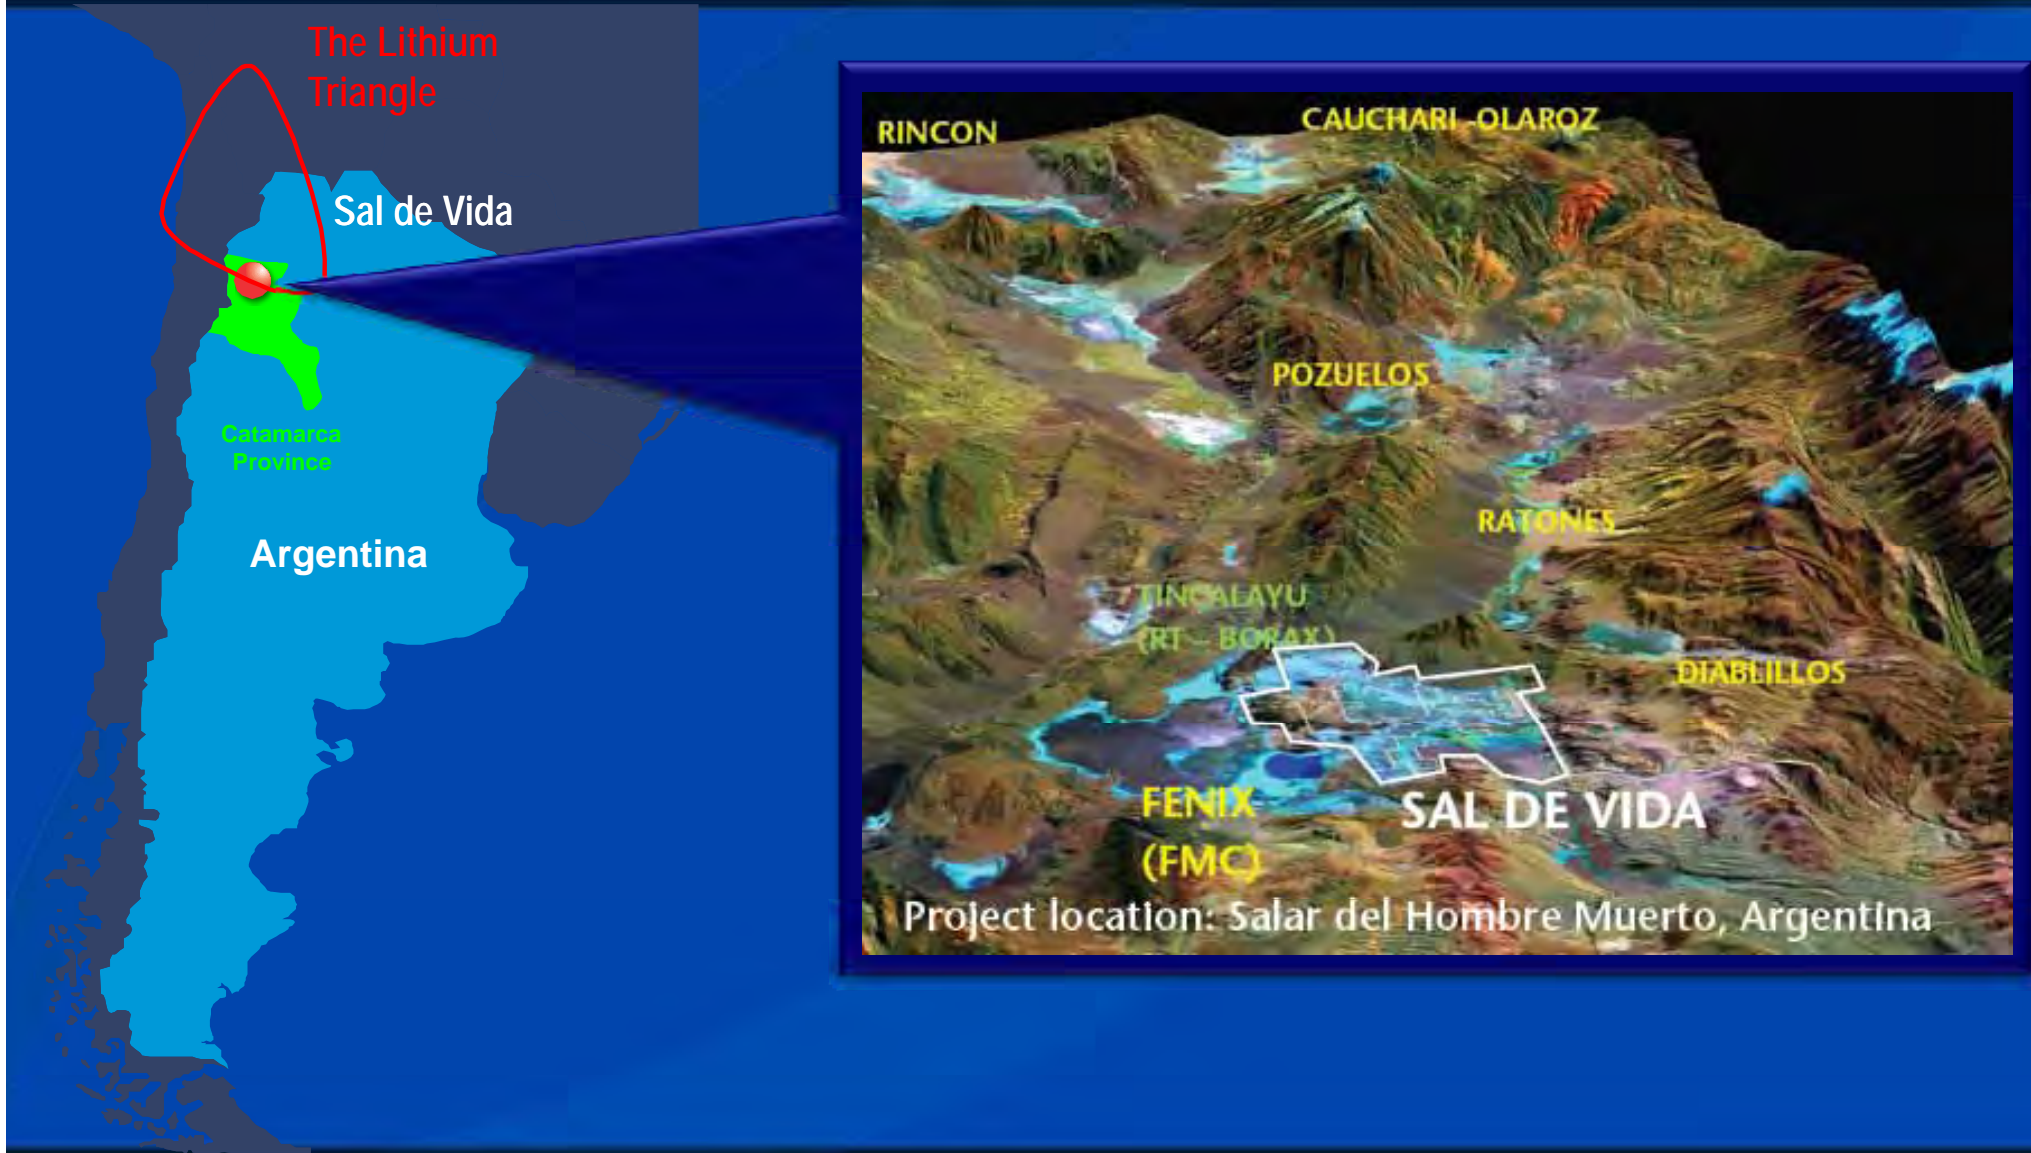 The Lithium
Triangle
Sal de Vida
Catamarca
Province
Argentina
RINCON
CAUCHARI -OLAROZ
POZUELOS
RATONES
TINCALAYU
(RT – BORAX)
DIABLILLOS
FENIX
(FMC)
SAL DE VIDA
Project location: Salar del Hombre Muerto, Argentina